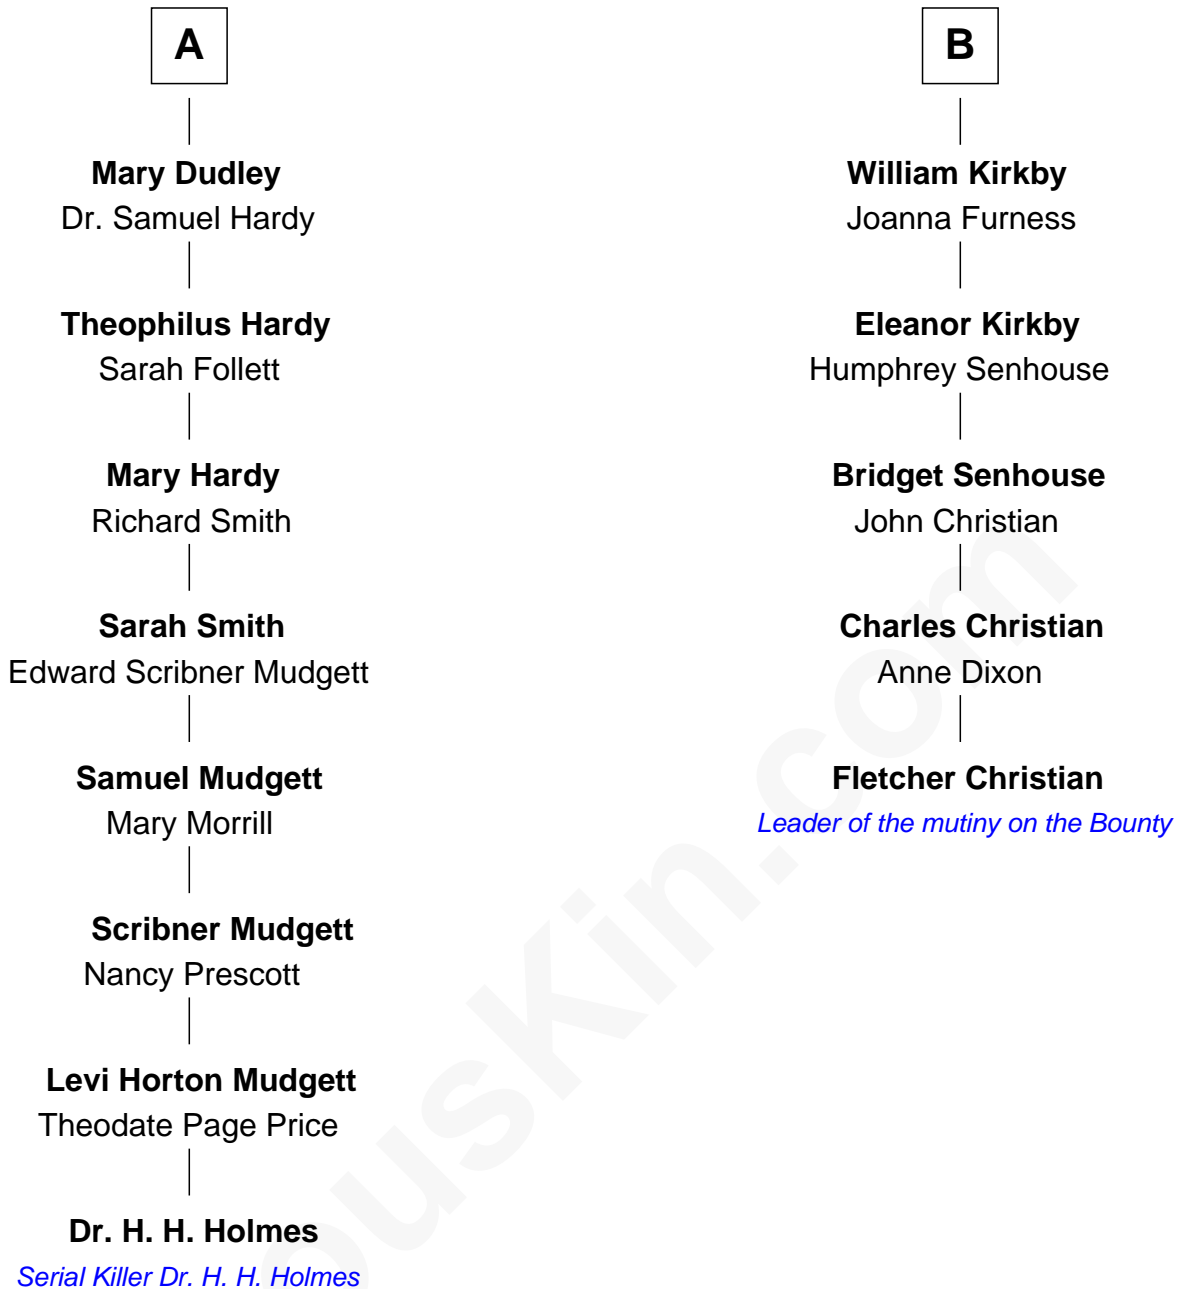 A
Mary Dudley
Dr. Samuel Hardy
Theophilus Hardy
Sarah Follett
Mary Hardy
Richard Smith
Sarah Smith
Edward Scribner Mudgett
Samuel Mudgett
Mary Morrill
Scribner Mudgett
Nancy Prescott
Levi Horton Mudgett
Theodate Page Price
Dr. H. H. Holmes
Serial Killer Dr. H. H. Holmes
B
William Kirkby
Joanna Furness
Eleanor Kirkby
Humphrey Senhouse
Bridget Senhouse
John Christian
Charles Christian
Anne Dixon
Fletcher Christian
Leader of the mutiny on the Bounty
ousKin.com